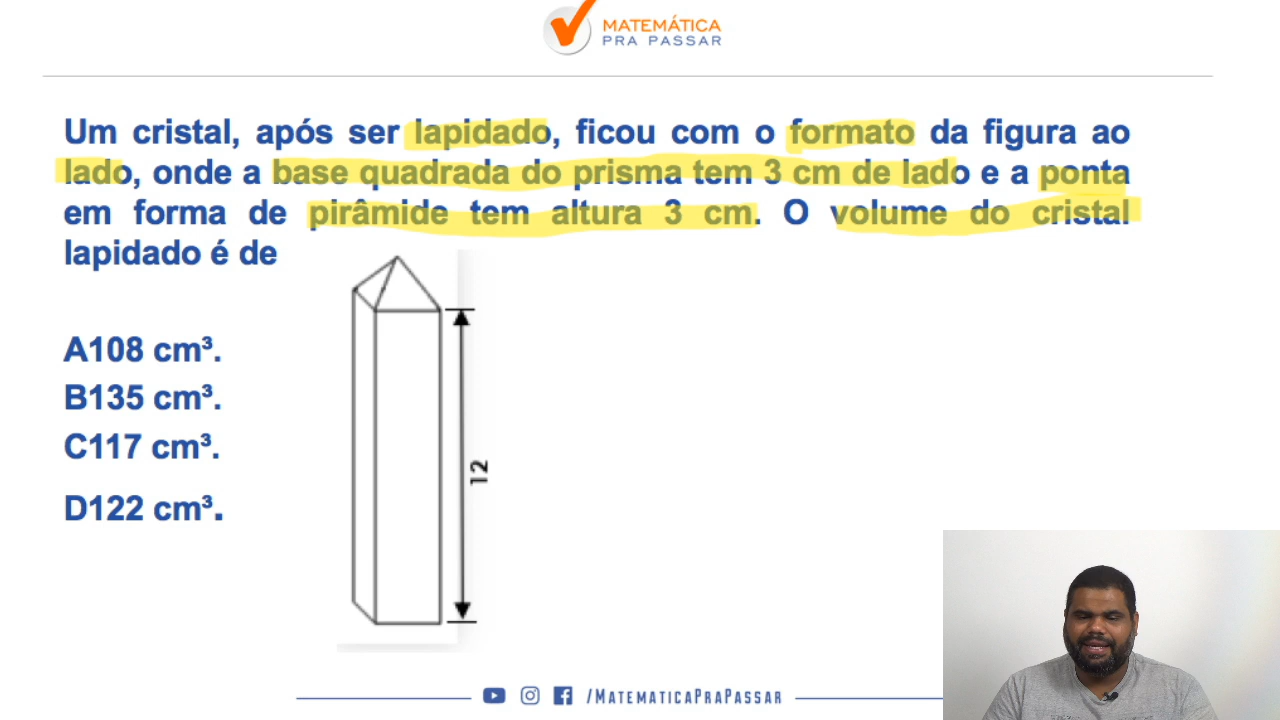 MATEMÁTICA
PRA PASSAR
Um cristal, após ser lapidado, ficou com o formato da figura ao
lado, onde a base quadrada do prisma tem 3 cm de lado e a ponta
em forma de pirâmide tem altura 3 cm. O volume do cristal
lapidado é de
A108 cm³.
B135 cm³.
C117 cm³.
D122 cm³.
12
/MATEMATICAPRAPASSAR